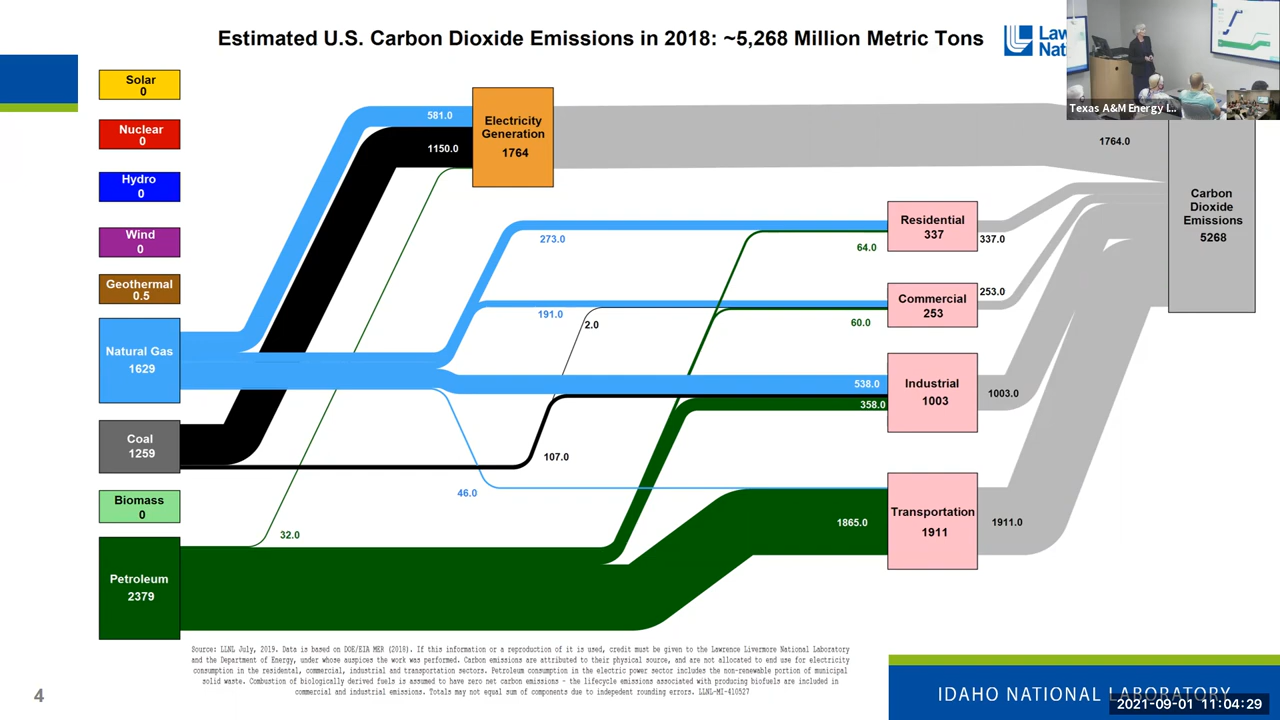 Estimated U.S. Carbon Dioxide Emissions in 2018: ~5,268 Million Metric Tons
Texas A&M Energy I...
Solar
0
Nuclear
0
Hydro
0
Wind
0
Geothermal
0.5
Natural Gas
1629
Coal
1259
Biomass
0
Petroleum
2379
581.0
1150.0
Electricity
Generation
1764
1764.0
Carbon
Dioxide
Emissions
5268
273.0
64.0
Residential
337
337.0
191.0
2.0
60.0
Commercial
253
253.0
538.0
358.0
Industrial
1003
1003.0
107.0
46.0
32.0
1865.0
Transportation
1911
1911.0
Source: LLNL July, 2019. Data is based on DOE/EIA MER (2018). If this information or a reproduction of it is used, credit must be given to the Lawrence Livermore National Laboratory
and the Department of Energy, under whose auspices the work was performed. Carbon emissions are attributed to their physical source, and are not allocated to end use for electricity
consumption in the residental, commercial, industrial and transportation sectors. Petroleum consumption in the electric power sector includes the non-renewable portion of municipal
solid waste. Combustion of biologically derived fuels is assumed to have zero net carbon emissions - the lifecycle emissions associated with producing biofuels are included in
commercial and industrial emissions. Totals may not equal sum of components due to indepedent rounding errors. LLNL-MI-410527
4
IDAHO NATIONAL LABORATORY
2021-09-01 11:04:29